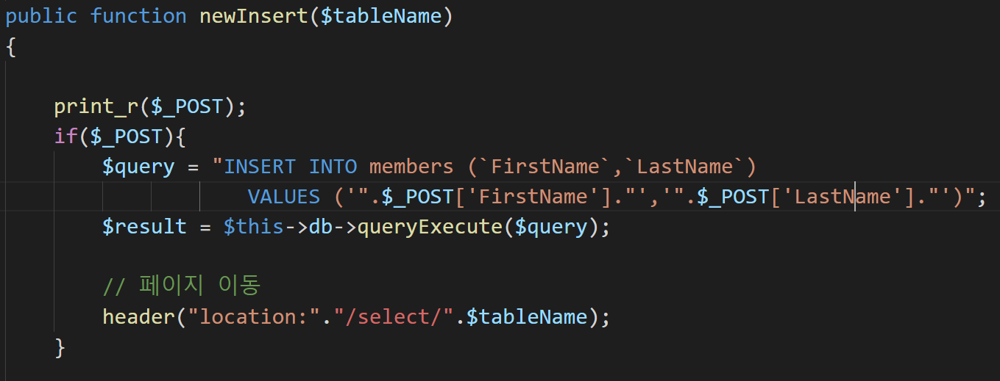 public function newInsert($tableName)
{
print_r($_POST);
if($_POST){
$query = "INSERT INTO members (`FirstName`,`LastName`)
VALUES ('".$_POST['FirstName']."','".$_POST['LastName']."')";
$result = $this->db->queryExecute($query);
// 페이지 이동
header("location:"."/select/".$tableName);
}